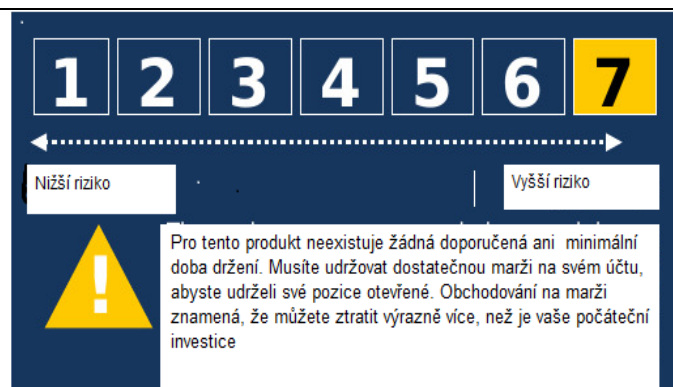 1 2 3 4 5 6 7
Nižší riziko Vyšší riziko
!
Pro tento produkt neexistuje žádná doporučená ani minimální
doba držení. Musíte udržovat dostatečnou marži na svém účtu,
abyste udrželi své pozice otevřené. Obchodování na marži
znamená, že můžete ztratit výrazně více, než je vaše počáteční
investice